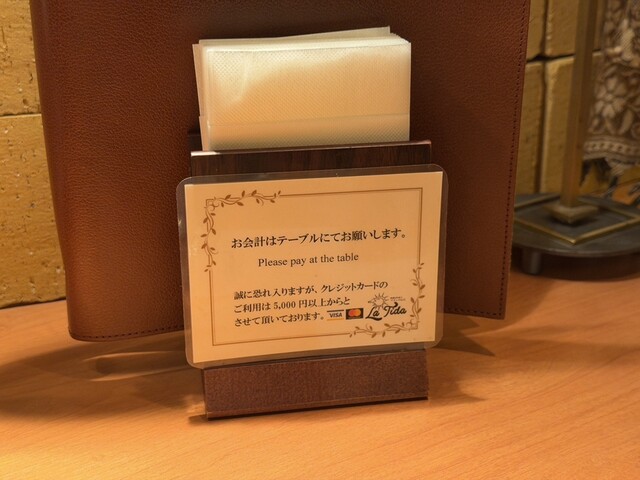 お会計はテーブルにてお願いします。
Please pay at the table
誠に恐れ入りますが、クレジットカードの
ご利用は 5,000 円以上からと
させて頂いております。 VISA La Tida